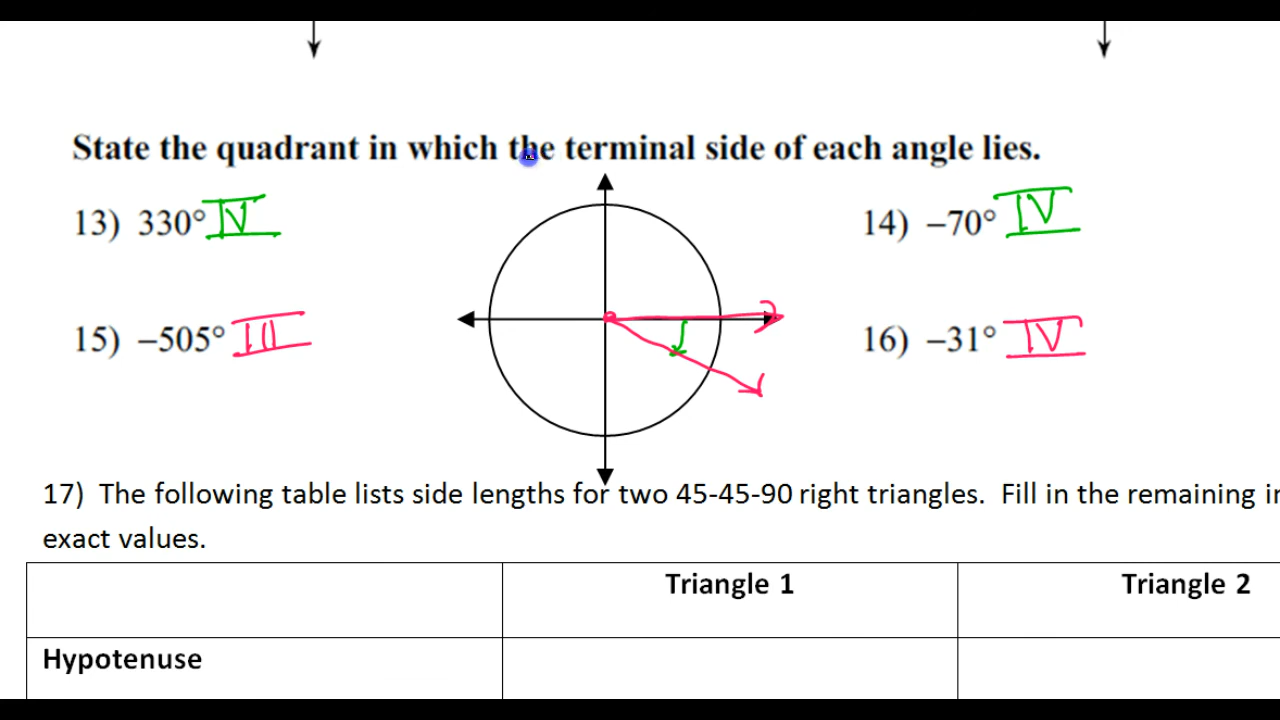 State the quadrant in which the terminal side of each angle lies.
13) 330° IV
14) –70° IV
15) –505° III
16) –31° IV
17) The following table lists side lengths for two 45-45-90 right triangles. Fill in the remaining
exact values.
Triangle 1
Triangle 2
Hypotenuse